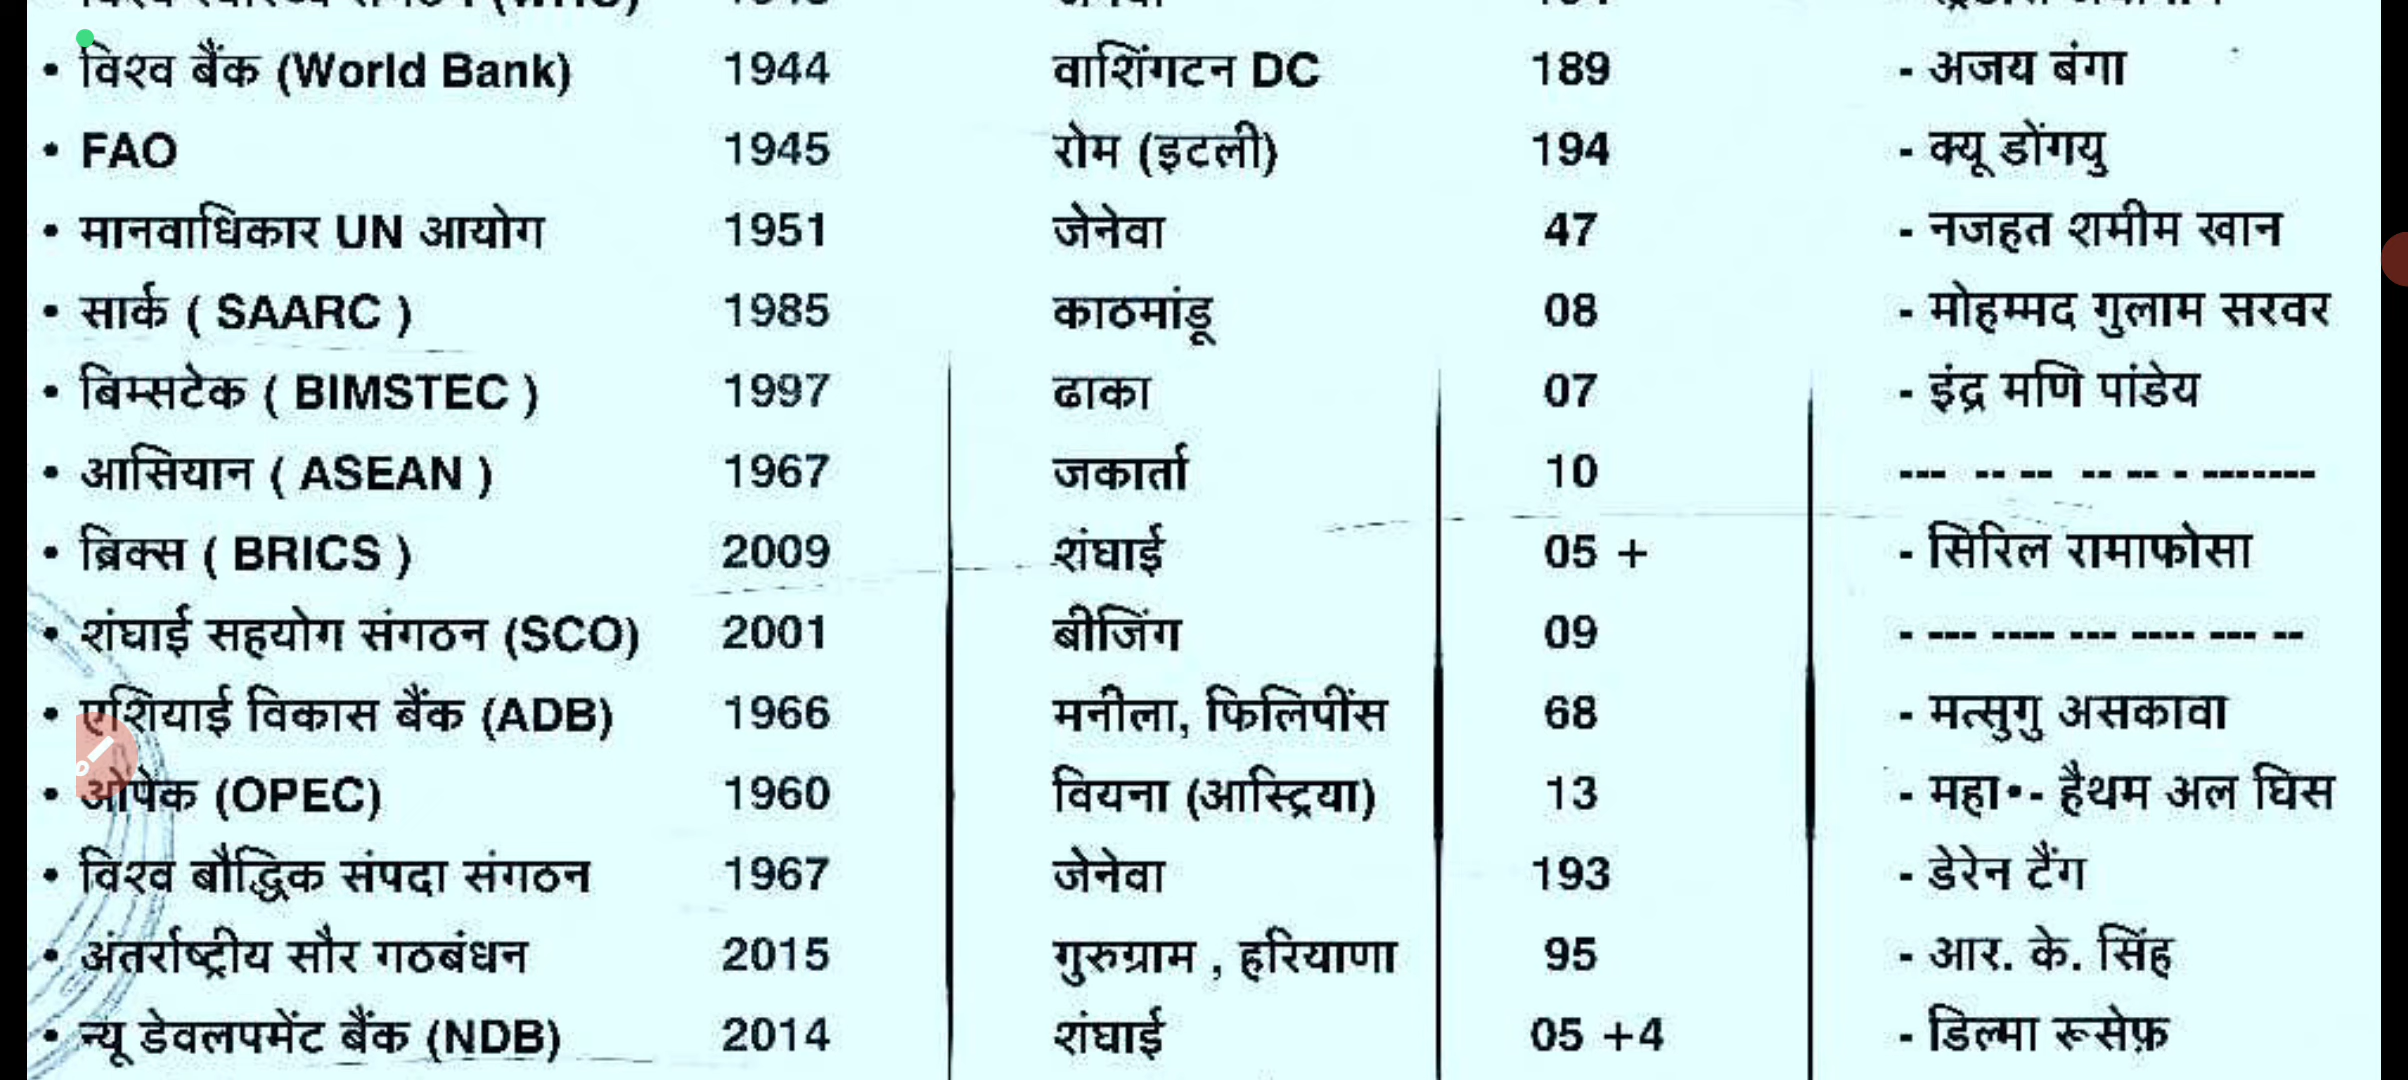 • विश्व बैंक (World Bank) 1944 वाशिंगटन DC 189 - अजय बंगा
• FAO 1945 रोम (इटली) 194 - क्यू डोंगयु
• मानवाधिकार UN आयोग 1951 जेनेवा 47 - नजहत शमीम खान
• सार्क ( SAARC ) 1985 काठमांडू 08 - मोहम्मद गुलाम सरवर
• बिम्सटेक ( BIMSTEC ) 1997 ढाका 07 - इंद्र मणि पांडेय
• आसियान ( ASEAN ) 1967 जकार्ता 10 --- -- -- -- -- - -------
• ब्रिक्स ( BRICS ) 2009 शंघाई 05 + - सिरिल रामाफोसा
• शंघाई सहयोग संगठन (SCO) 2001 बीजिंग 09 - --- ---- --- ---- --- --
• एशियाई विकास बैंक (ADB) 1966 मनीला, फिलिपींस 68 - मत्सुगु असकावा
• ओपेक (OPEC) 1960 वियना (आस्ट्रिया) 13 - महा•- हैथम अल घिस
• विश्व बौद्धिक संपदा संगठन 1967 जेनेवा 193 - डेरेन टैंग
• अंतर्राष्ट्रीय सौर गठबंधन 2015 गुरुग्राम , हरियाणा 95 - आर. के. सिंह
• न्यू डेवलपमेंट बैंक (NDB) 2014 शंघाई 05 +4 - डिल्मा रूसेफ़